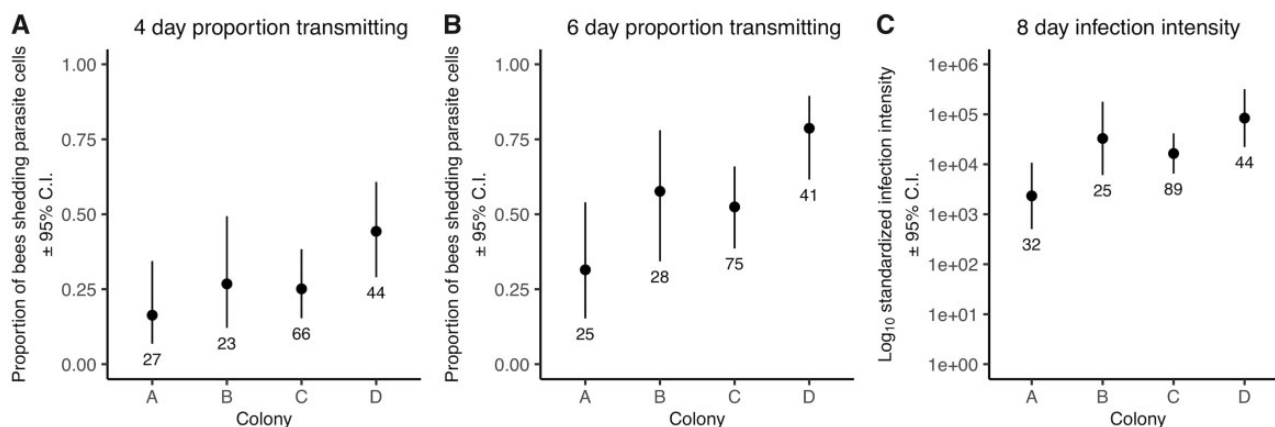 A
4 day proportion transmitting
Proportion of bees shedding parasite cells
± 95% C.I.
1.00
0.75
0.50
0.25
0.00
27
23
66
44
A B C D
Colony
B
6 day proportion transmitting
Proportion of bees shedding parasite cells
± 95% C.I.
1.00
0.75
0.50
0.25
0.00
25
28
75
41
A B C D
Colony
C
8 day infection intensity
Log₁₀ standardized infection intensity
± 95% C.I.
1e+06
1e+05
1e+04
1e+03
1e+02
1e+01
1e+00
32
25
89
44
A B C D
Colony